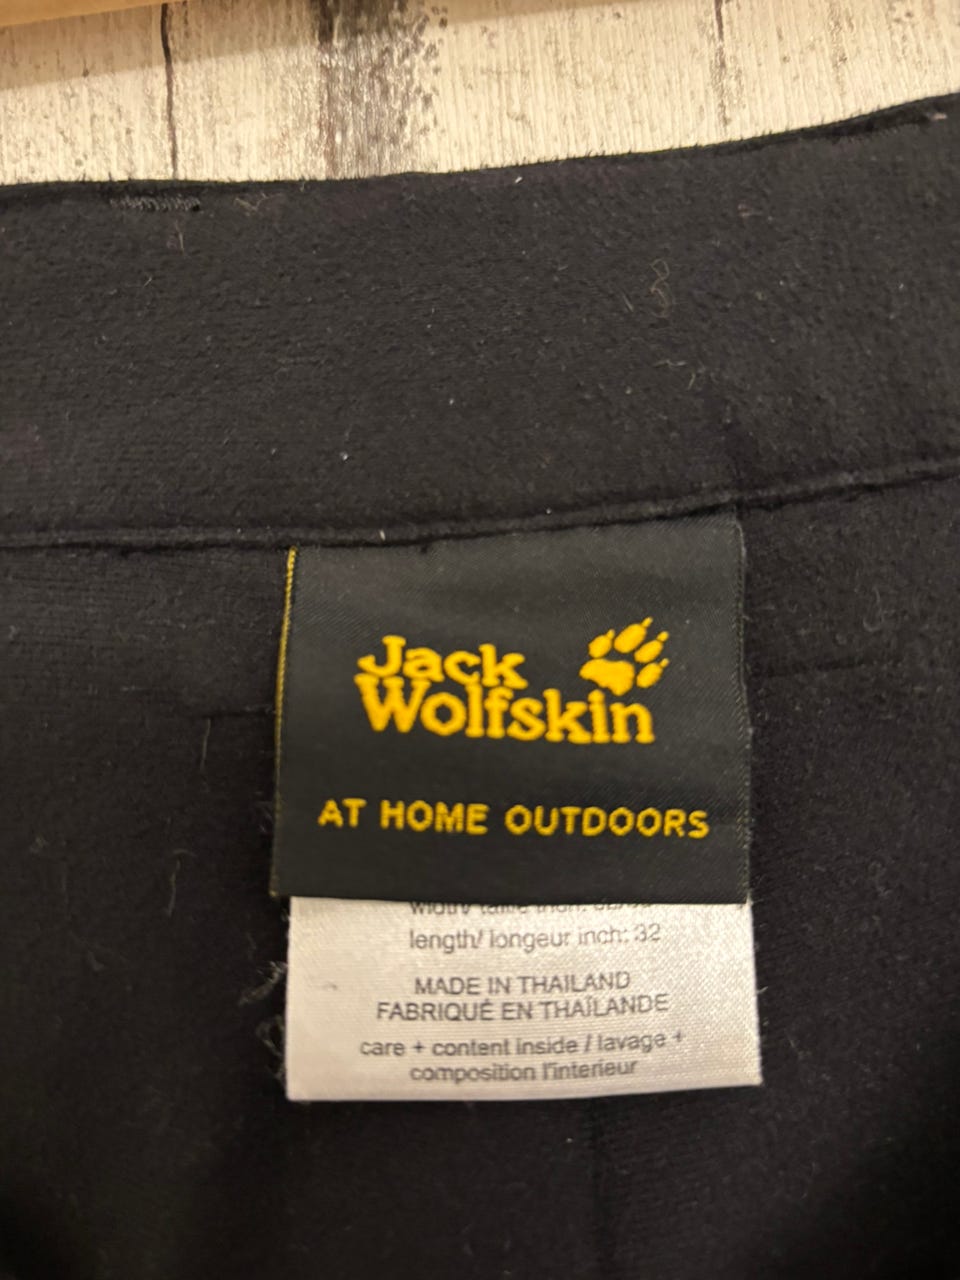 Jack
Wolfskin
AT HOME OUTDOORS
length/ longeur inch: 32
MADE IN THAILAND
FABRIQUÉ EN THAÏLANDE
care + content inside / lavage +
composition l'interieur